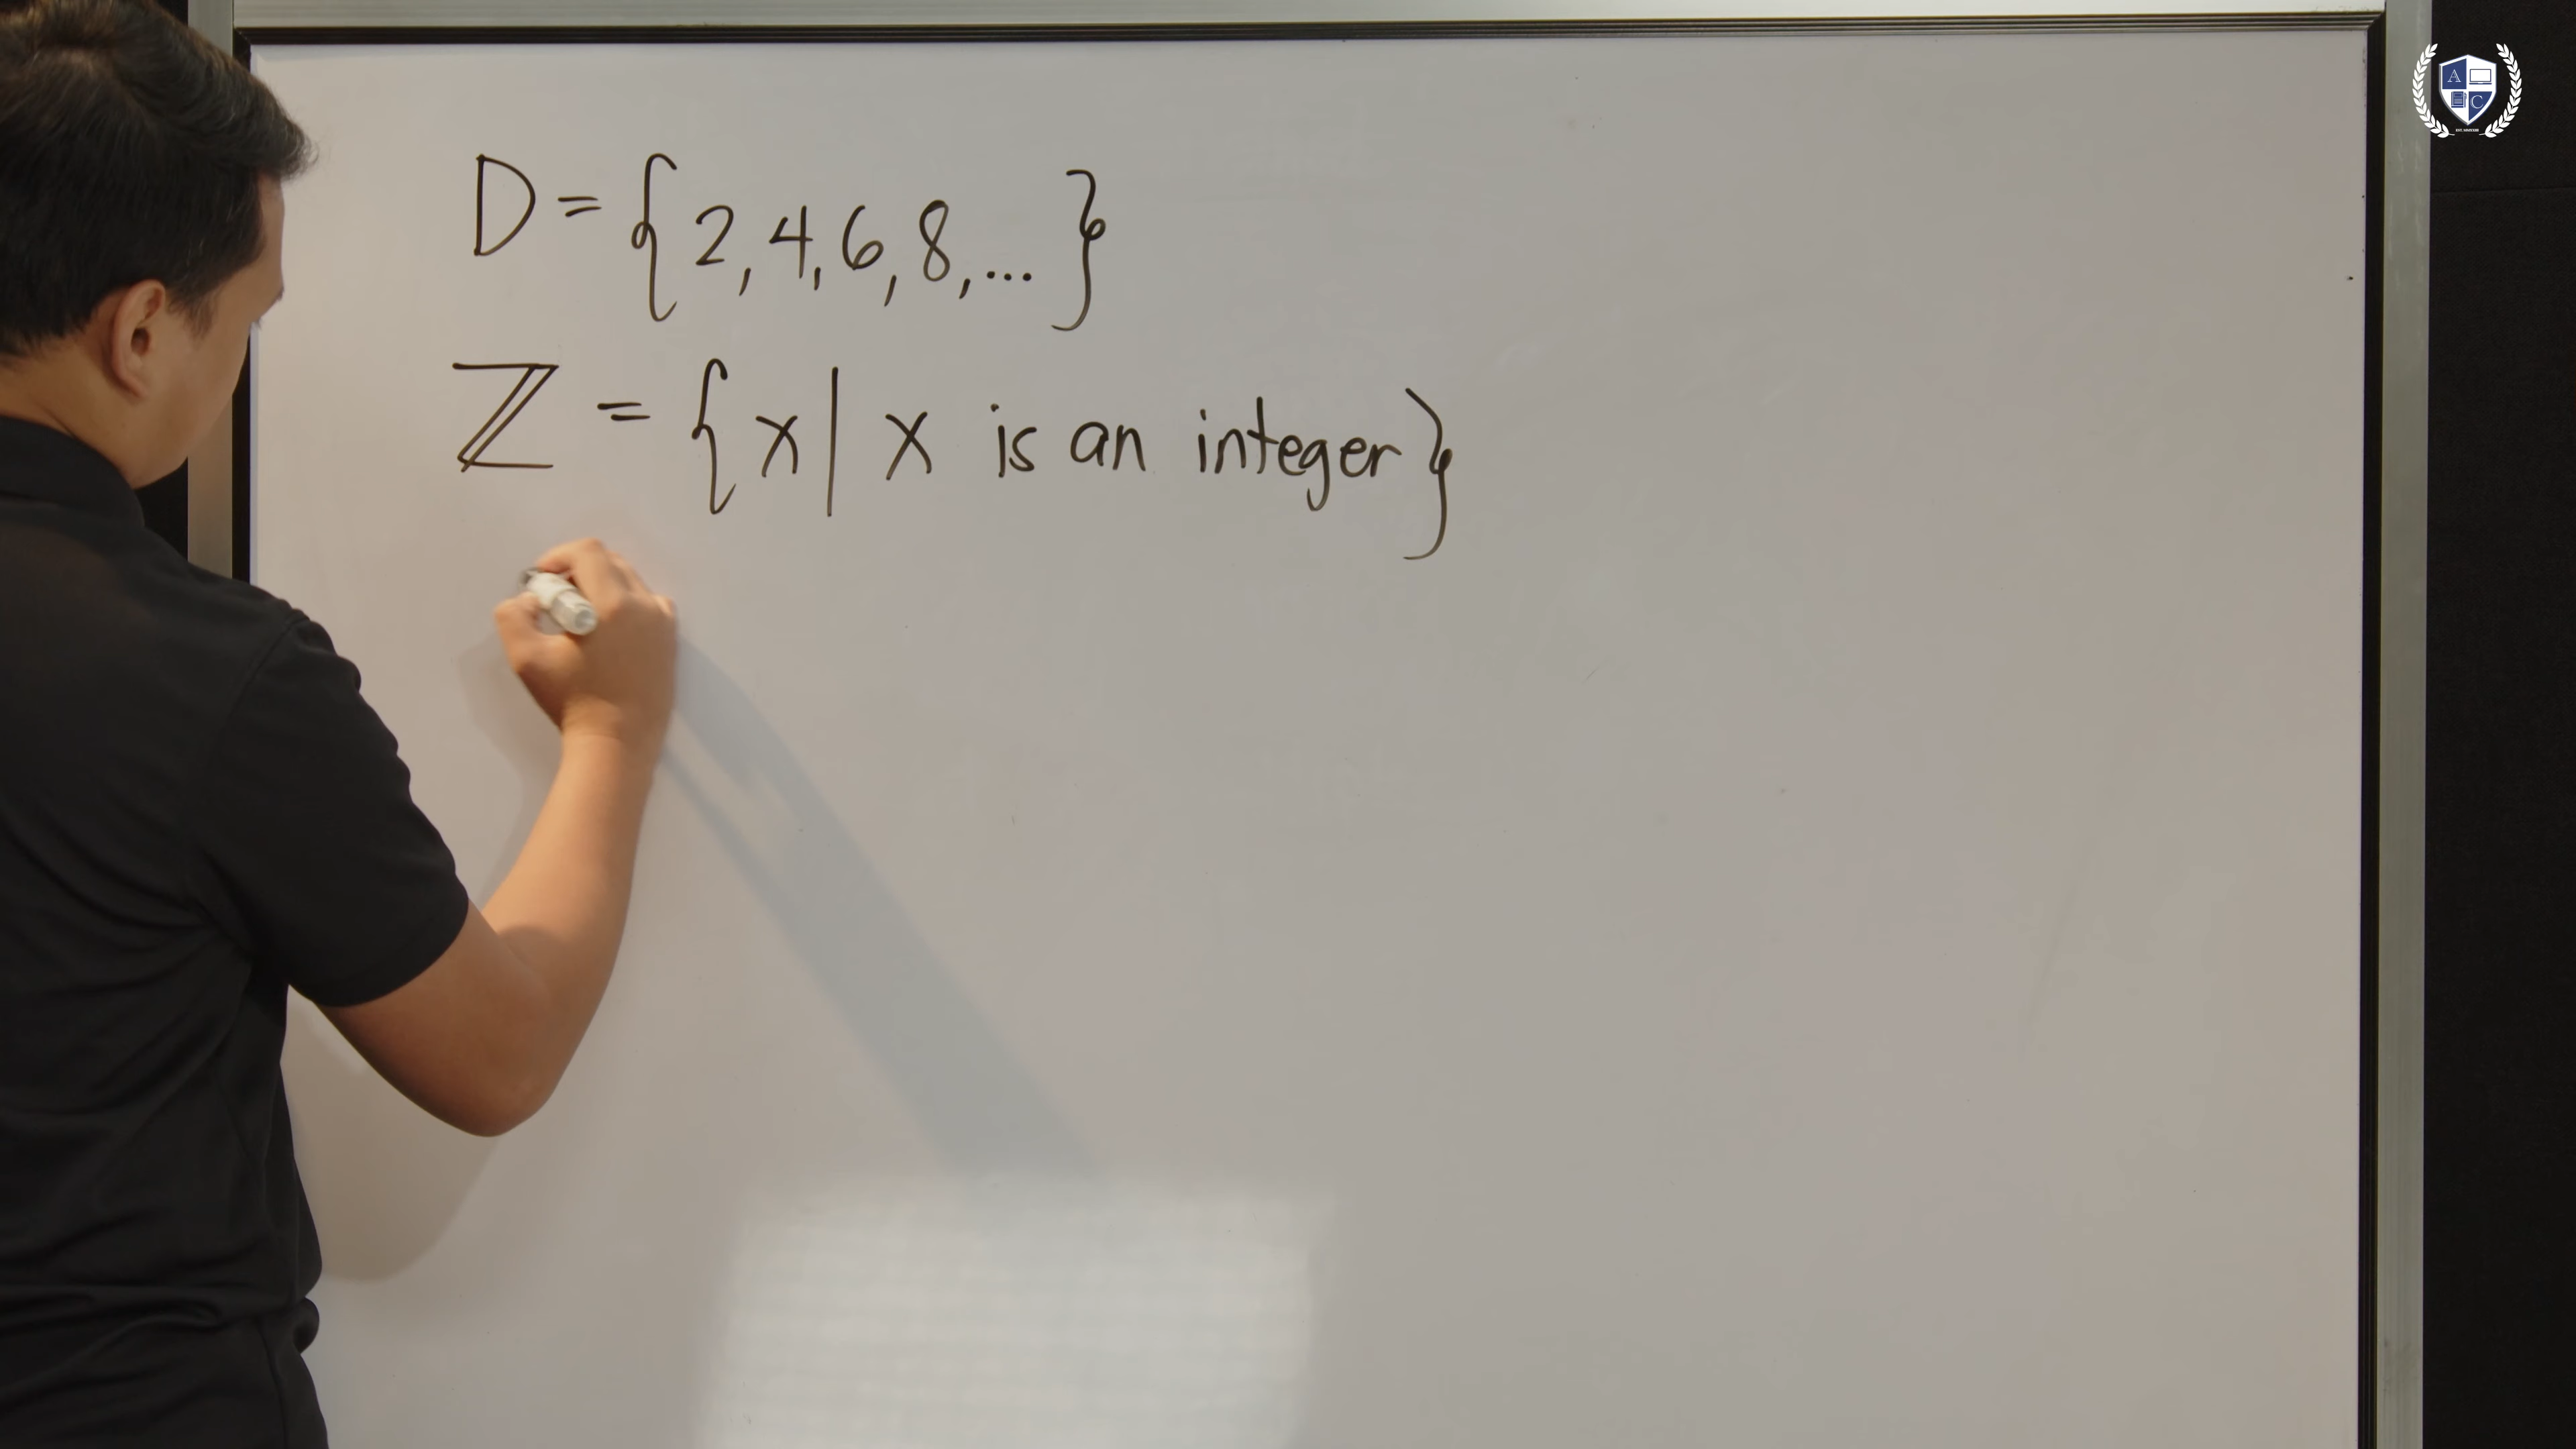 D = { 2, 4, 6, 8, ... }
ℤ = { x | x is an integer }
A
C